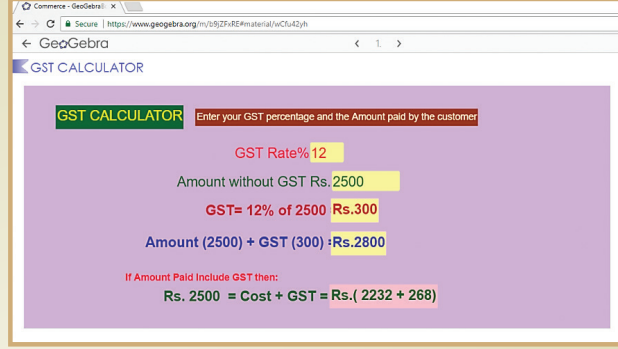 Commerce - GeoGebra
Secure | https://www.geogebra.org/m/b9jZFxRE#material/wCfu42yh
GeoGebra
1.
GST CALCULATOR
GST CALCULATOR Enter your GST percentage and the Amount paid by the customer
GST Rate% 12
Amount without GST Rs. 2500
GST= 12% of 2500 Rs.300
Amount (2500) + GST (300) = Rs.2800
If Amount Paid Include GST then:
Rs. 2500 = Cost + GST = Rs.( 2232 + 268)